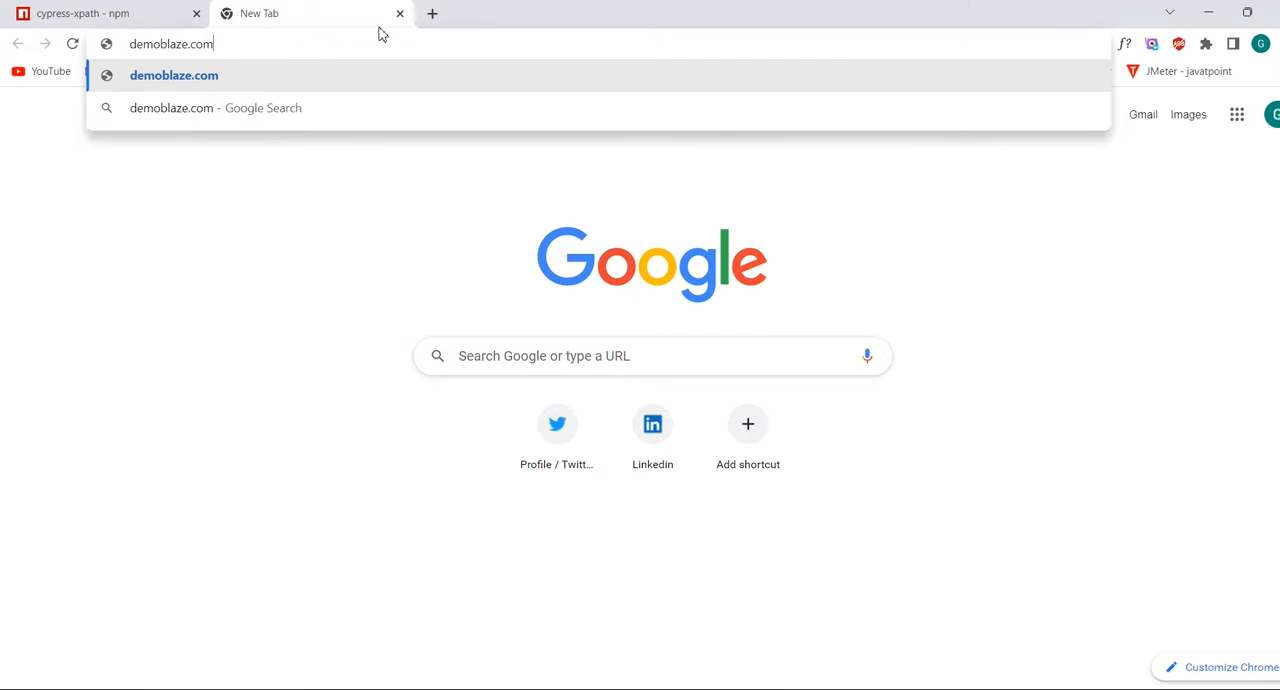 cypress-xpath - npm
New Tab
demoblaze.com
f?
G
YouTube
demoblaze.com
JMeter - javatpoint
demoblaze.com - Google Search
Gmail
Images
G
Google
Search Google or type a URL
Profile / Twitt...
Linkedin
Add shortcut
Customize Chrome